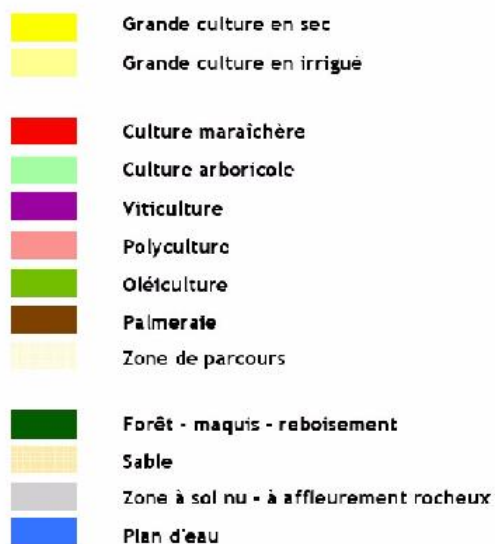 Grande culture en sec
Grande culture en irrigué
Culture maraîchère
Culture arboricole
Viticulture
Polyculture
Oléiculture
Palmeraie
Zone de parcours
Forêt - maquis - reboisement
Sable
Zone à sol nu - à affleurement rocheux
Plan d'eau